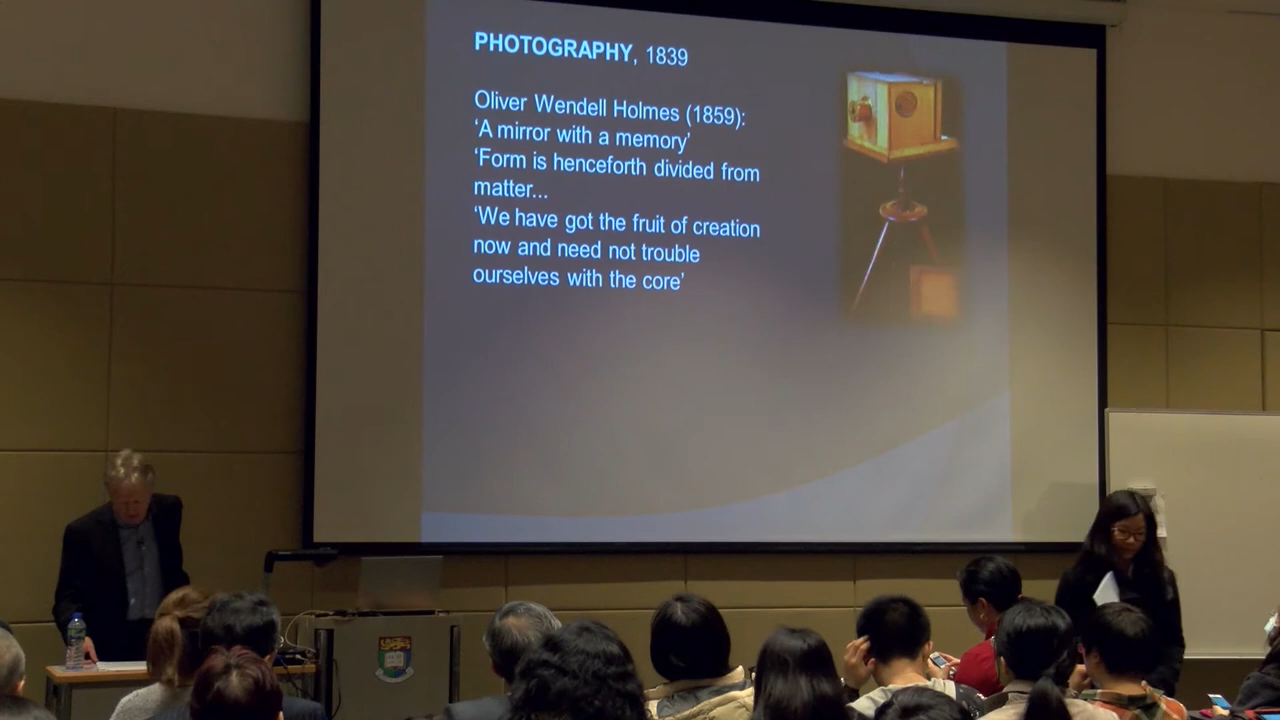 PHOTOGRAPHY, 1839
Oliver Wendell Holmes (1859):
‘A mirror with a memory’
‘Form is henceforth divided from
matter...
‘We have got the fruit of creation
now and need not trouble
ourselves with the core’